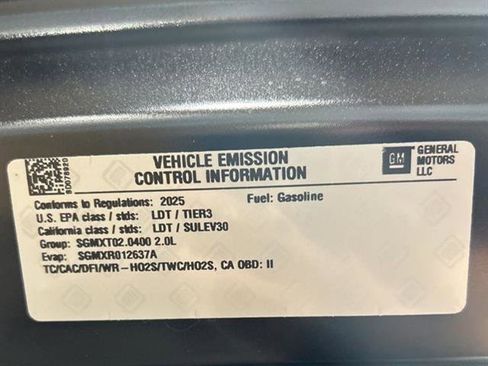 VEHICLE EMISSION
CONTROL INFORMATION
GM
GENERAL
MOTORS
LLC
Conforms to Regulations: 2025
Fuel: Gasoline
U.S. EPA class / stds: LDT / TIER3
California class / stds: LDT / SULEV30
Group: SGMXT02.0400 2.0L
Evap: SGMXR012637A
TC/CAC/DFI/WR-HO2S/TWC/HO2S, CA OBD: II